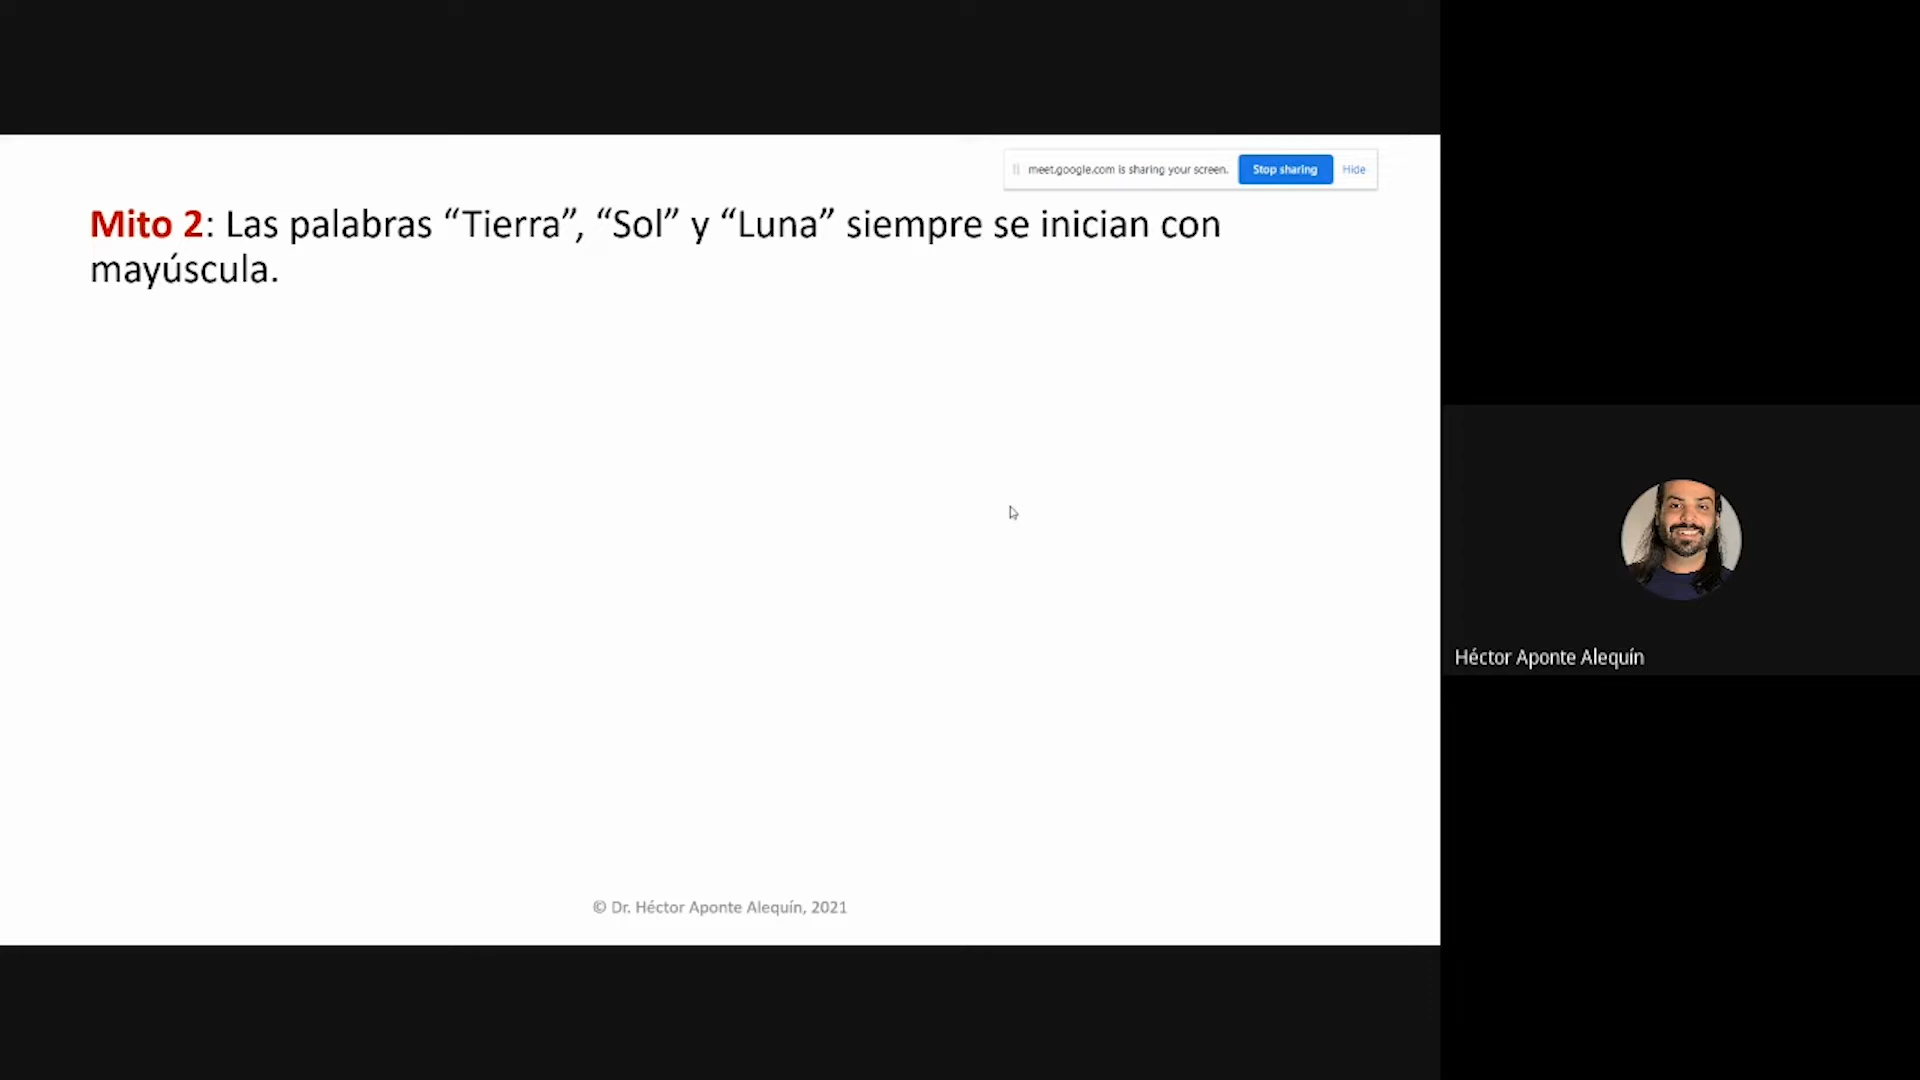 meet.google.com is sharing your screen. Stop sharing Hide
Mito 2: Las palabras “Tierra”, “Sol” y “Luna” siempre se inician con
mayúscula.
Héctor Aponte Alequín
© Dr. Héctor Aponte Alequín, 2021